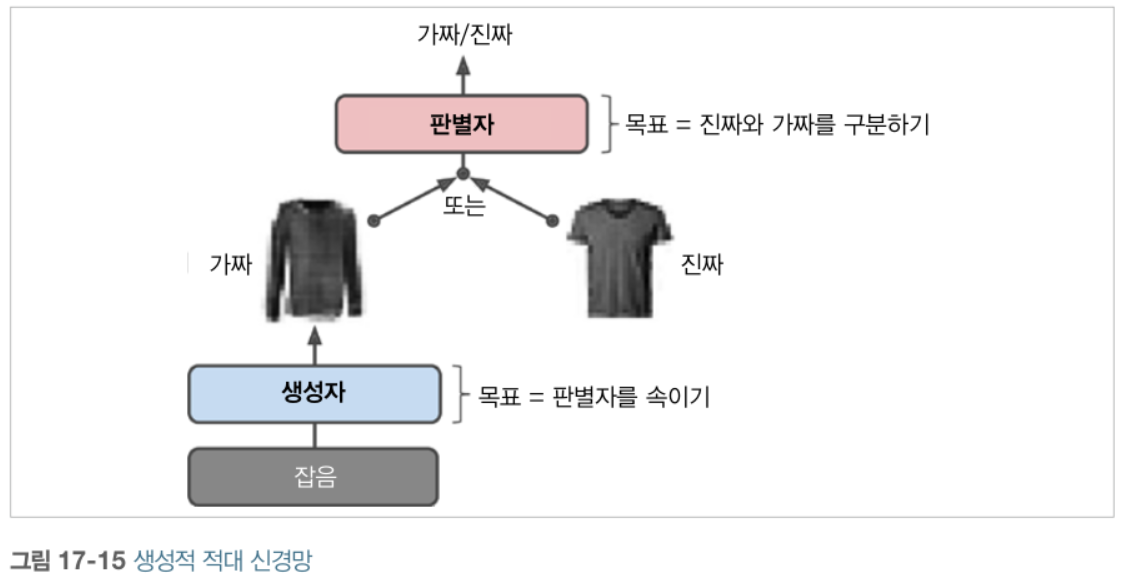 가짜/진짜
판별자
목표 = 진짜와 가짜를 구분하기
또는
가짜
진짜
생성자
목표 = 판별자를 속이기
잡음
그림 17-15 생성적 적대 신경망